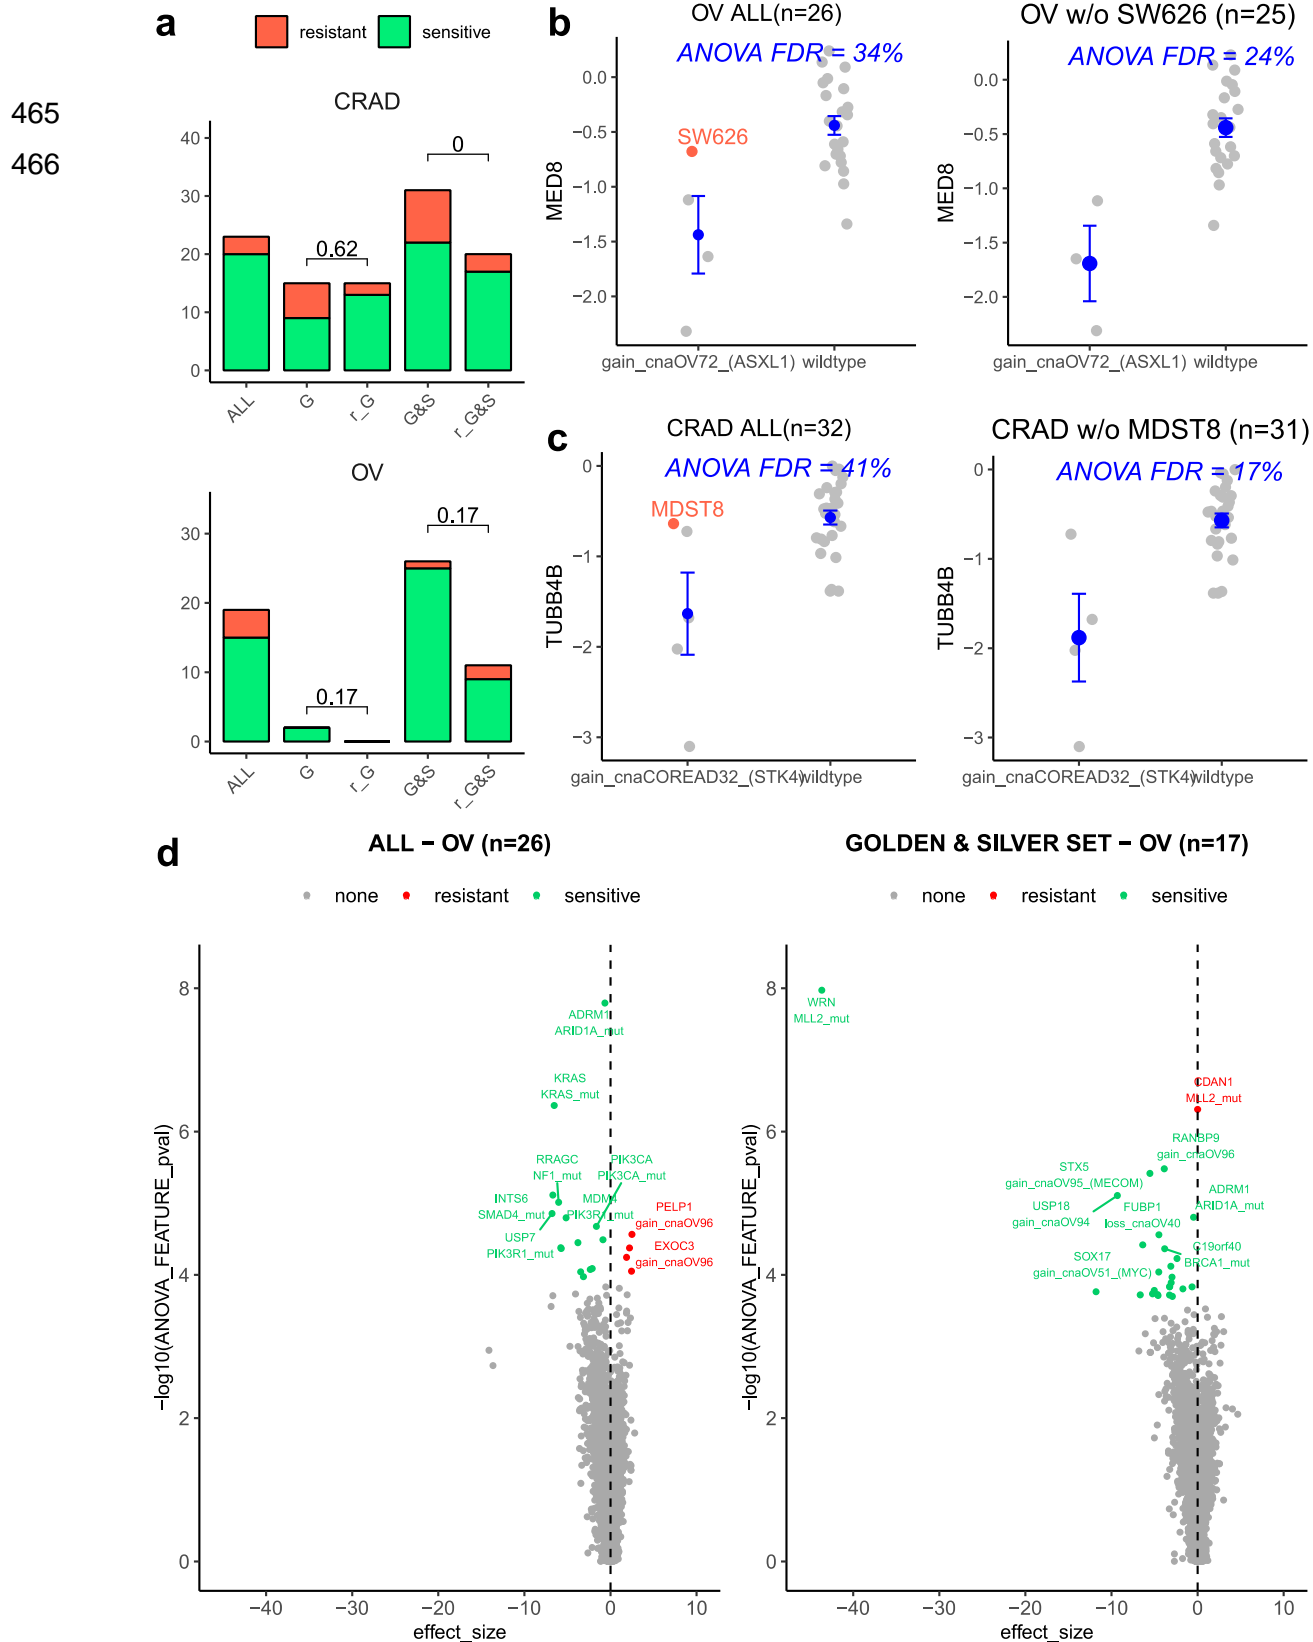 465
466
a
resistant
sensitive
CRAD
40
30
20
10
0
0.62
0
ALL
G
r_G
G&S
r_G&S
OV
30
20
10
0
0.17
0.17
ALL
G
r_G
G&S
r_G&S
b
OV ALL(n=26)
ANOVA FDR = 34%
MED8
0.0
−0.5
−1.0
−1.5
−2.0
SW626
gain_cnaOV72_(ASXL1) wildtype
OV w/o SW626 (n=25)
ANOVA FDR = 24%
MED8
0.0
−0.5
−1.0
−1.5
−2.0
gain_cnaOV72_(ASXL1) wildtype
c
CRAD ALL(n=32)
ANOVA FDR = 41%
TUBB4B
0
−1
−2
−3
MDST8
gain_cnaCOREAD32_(STK4)wildtype
CRAD w/o MDST8 (n=31)
ANOVA FDR = 17%
TUBB4B
0
−1
−2
−3
gain_cnaCOREAD32_(STK4)wildtype
d
ALL − OV (n=26)
none
resistant
sensitive
−log10(ANOVA_FEATURE_pval)
8
6
4
2
0
ADRM1
ARID1A_mut
KRAS
KRAS_mut
RRAGC
NF1_mut
PIK3CA
PIK3CA_mut
INTS6
SMAD4_mut
MDM4
PIK3R1_mut
USP7
PIK3R1_mut
PELP1
gain_cnaOV96
EXOC3
gain_cnaOV96
−40
−30
−20
−10
0
10
effect_size
GOLDEN & SILVER SET − OV (n=17)
none
resistant
sensitive
−log10(ANOVA_FEATURE_pval)
8
6
4
2
0
WRN
MLL2_mut
CDAN1
MLL2_mut
RANBP9
gain_cnaOV96
STX5
gain_cnaOV95_(MECOM)
USP18
gain_cnaOV94
ADRM1
ARID1A_mut
FUBP1
loss_cnaOV40
C19orf40
BRCA1_mut
SOX17
gain_cnaOV51_(MYC)
−40
−30
−20
−10
0
10
effect_size